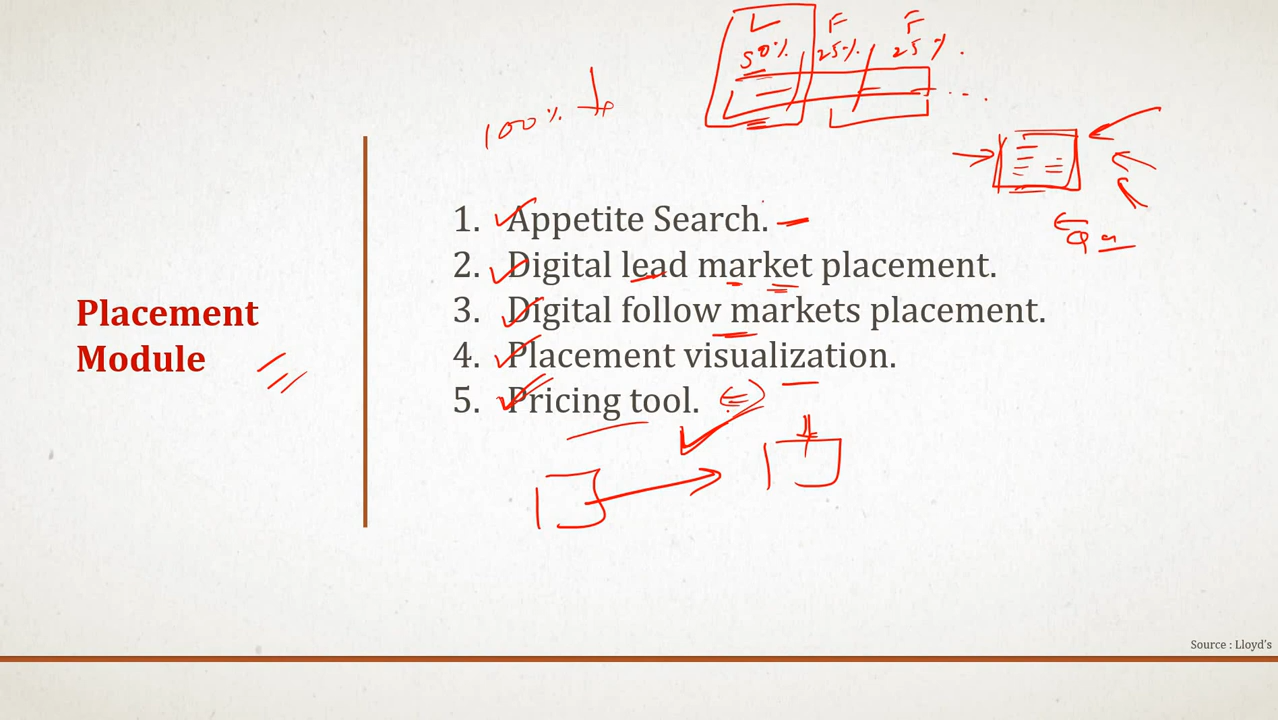 L F F
50% 25% 25%
100%
Placement
Module
1. Appetite Search.
2. Digital lead market placement.
3. Digital follow markets placement.
4. Placement visualization.
5. Pricing tool.
Source : Lloyd's